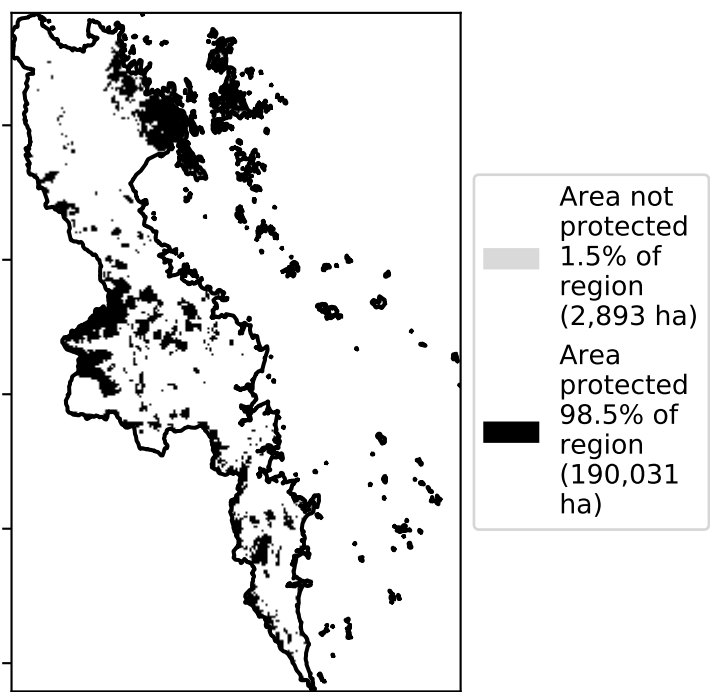 Area not
protected
1.5% of
region
(2,893 ha)
Area
protected
98.5% of
region
(190,031
ha)